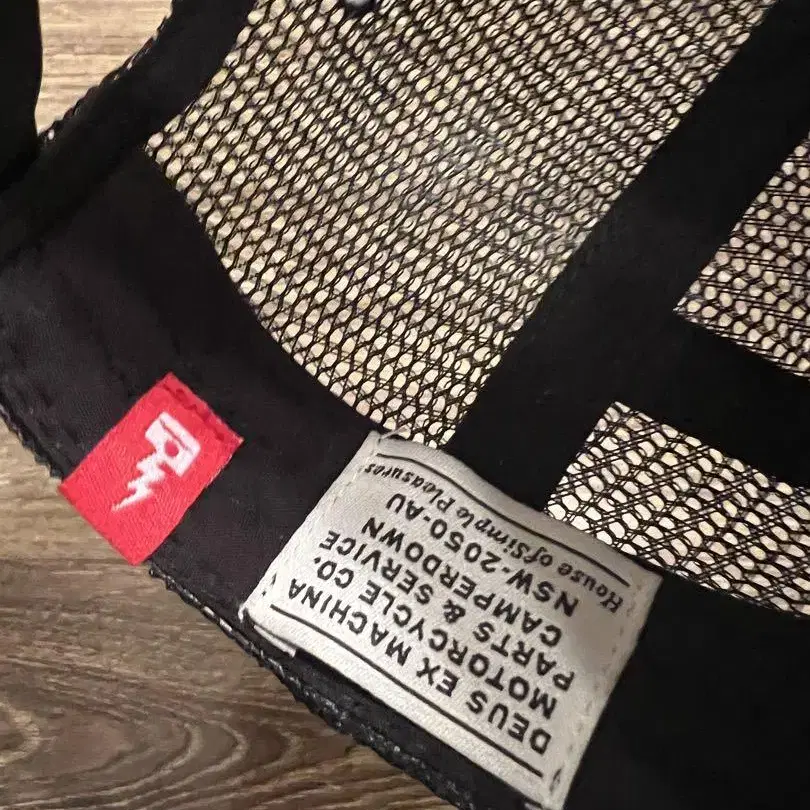 DEUS EX MACHINA
MOTORCYCLE CO.
PARTS & SERVICE
CAMPERDOWN
NSW-2050-AU
House of Simple Pleasures